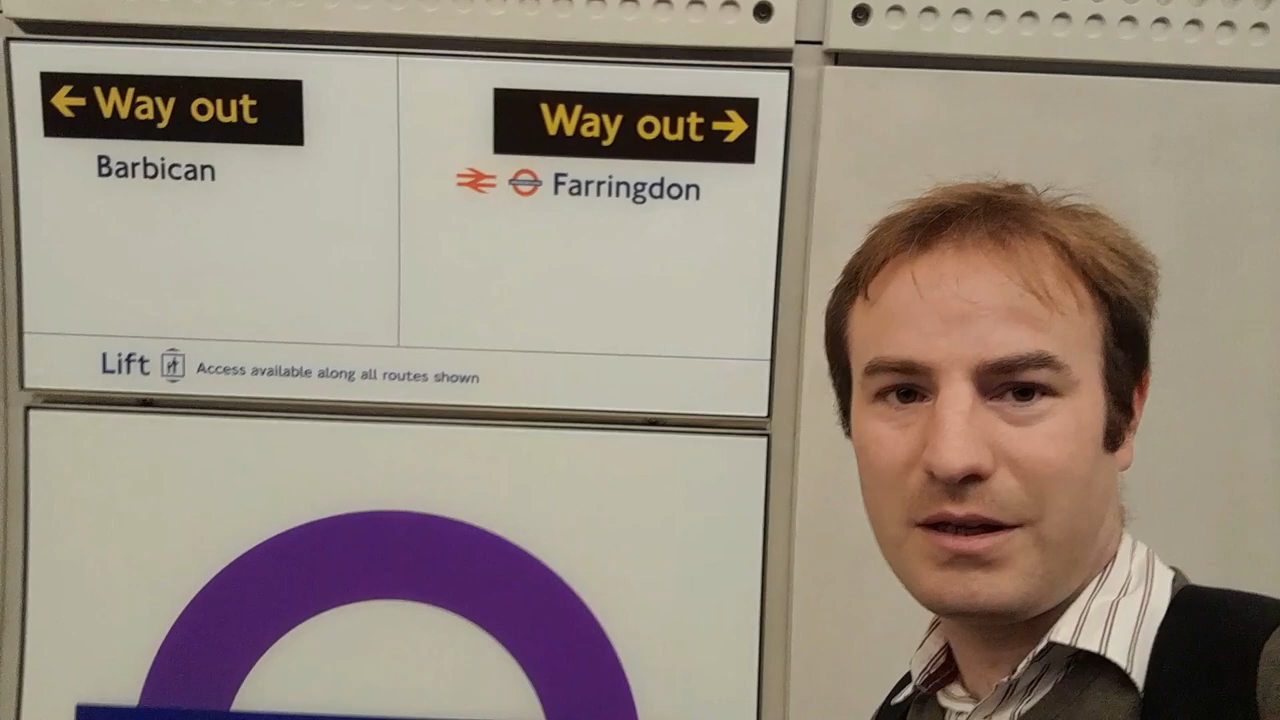 ← Way out
Barbican
Way out →
Farringdon
Lift Access available along all routes shown